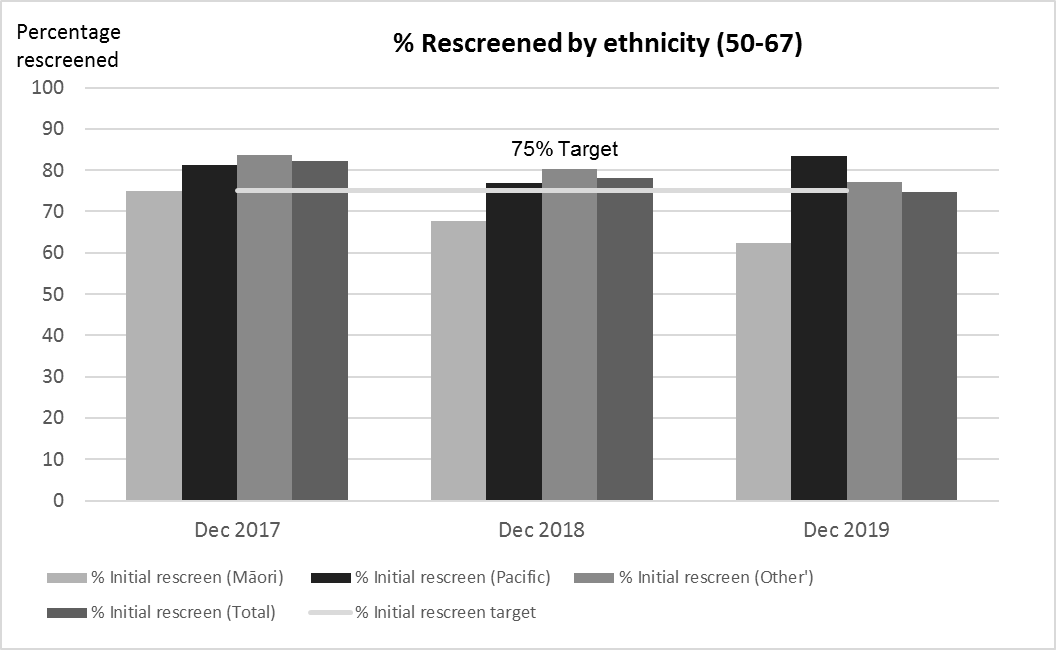 Percentage
rescreened
% Rescreened by ethnicity (50-67)
100
90
80
70
60
50
40
30
20
10
0
75% Target
Dec 2017
Dec 2018
Dec 2019
% Initial rescreen (Māori)
% Initial rescreen (Pacific)
% Initial rescreen (Other')
% Initial rescreen (Total)
% Initial rescreen target